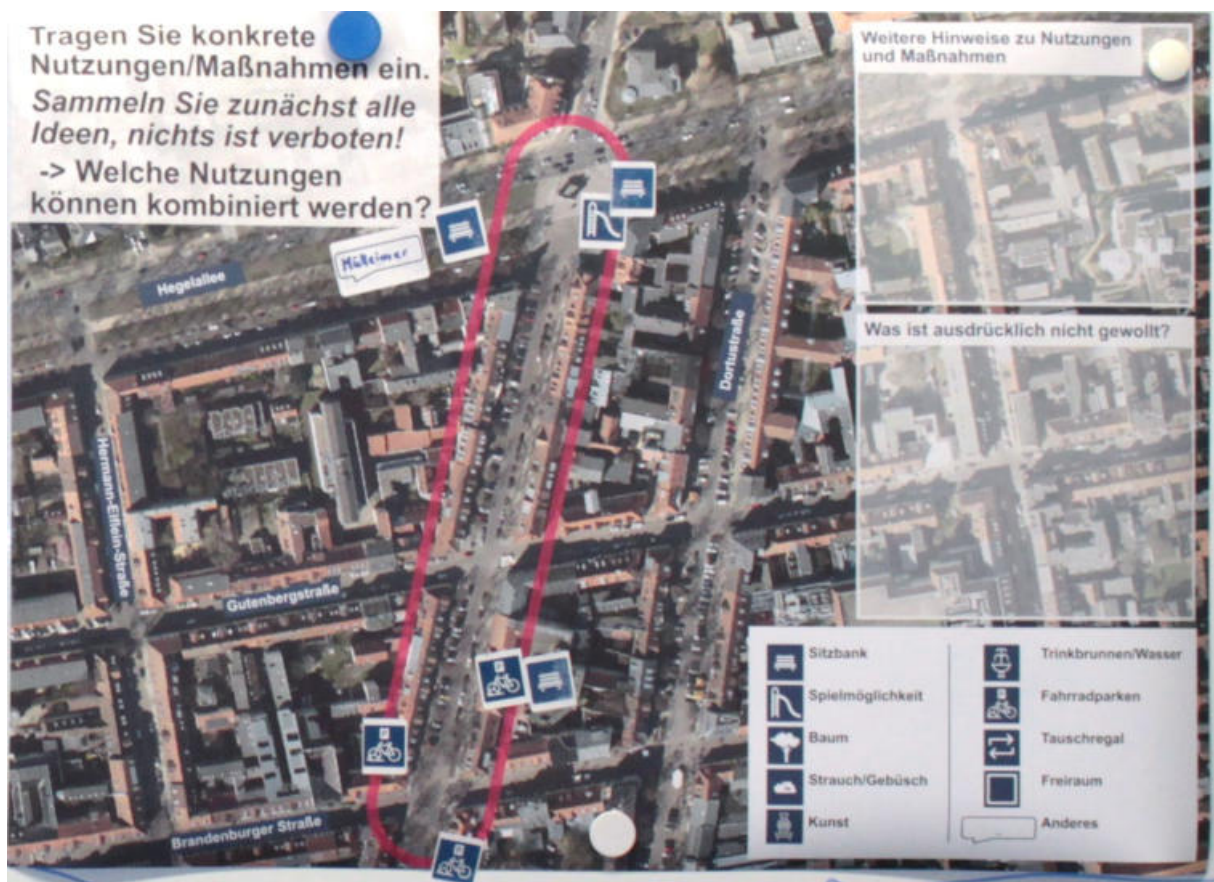 Tragen Sie konkrete
Nutzungen/Maßnahmen ein.
Sammeln Sie zunächst alle
Ideen, nichts ist verboten!
-> Welche Nutzungen
können kombiniert werden?
Weitere Hinweise zu Nutzungen
und Maßnahmen
Mülleimer
Hegelallee
Was ist ausdrücklich nicht gewollt?
Dortustraße
Hermann-Elflein-Straße
Gutenbergstraße
Brandenburger Straße
Sitzbank
Spielmöglichkeit
Baum
Strauch/Gebüsch
Kunst
Trinkbrunnen/Wasser
Fahrradparken
Tauschregal
Freiraum
Anderes